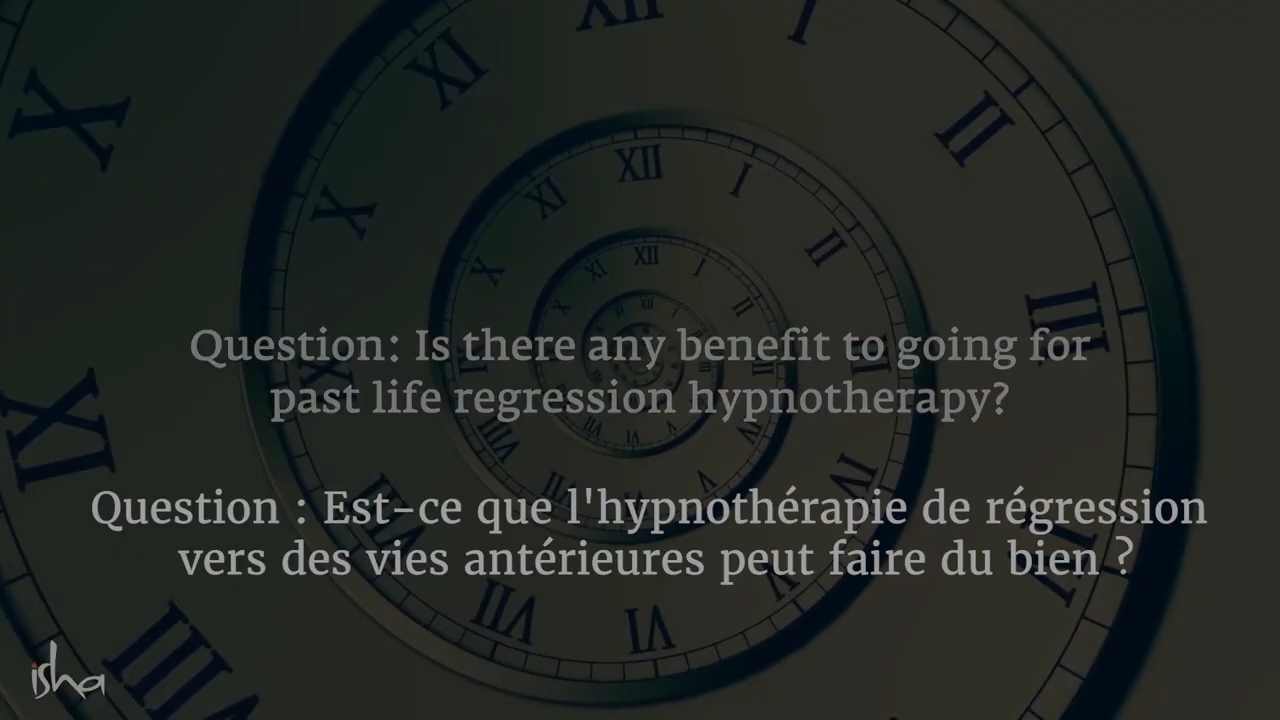 Question: Is there any benefit to going for
past life regression hypnotherapy?
Question : Est-ce que l'hypnothérapie de régression
vers des vies antérieures peut faire du bien ?
isha